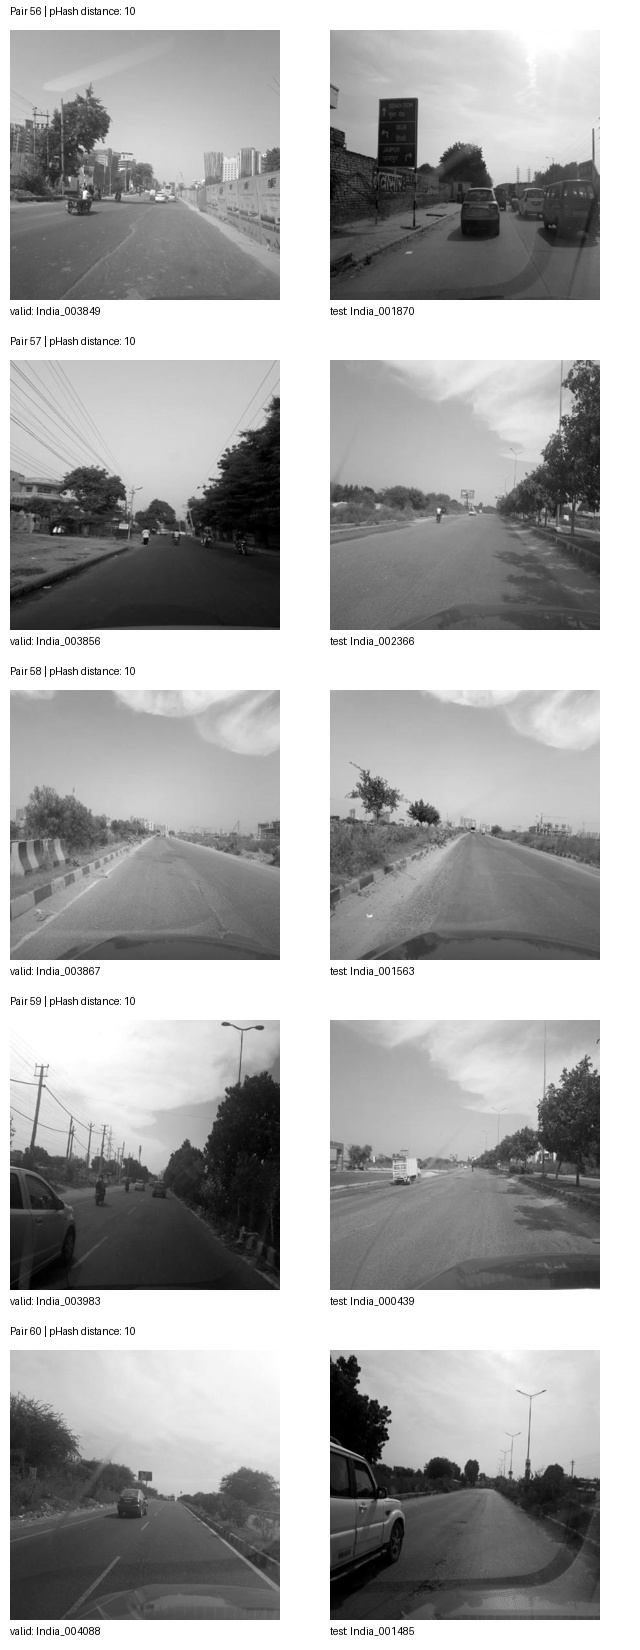 Pair 56 | pHash distance: 10
valid: India_003849
test: India_001870
Pair 57 | pHash distance: 10
valid: India_003856
test: India_002366
Pair 58 | pHash distance: 10
valid: India_003867
test: India_001563
Pair 59 | pHash distance: 10
valid: India_003983
test: India_000439
Pair 60 | pHash distance: 10
valid: India_004088
test: India_001485